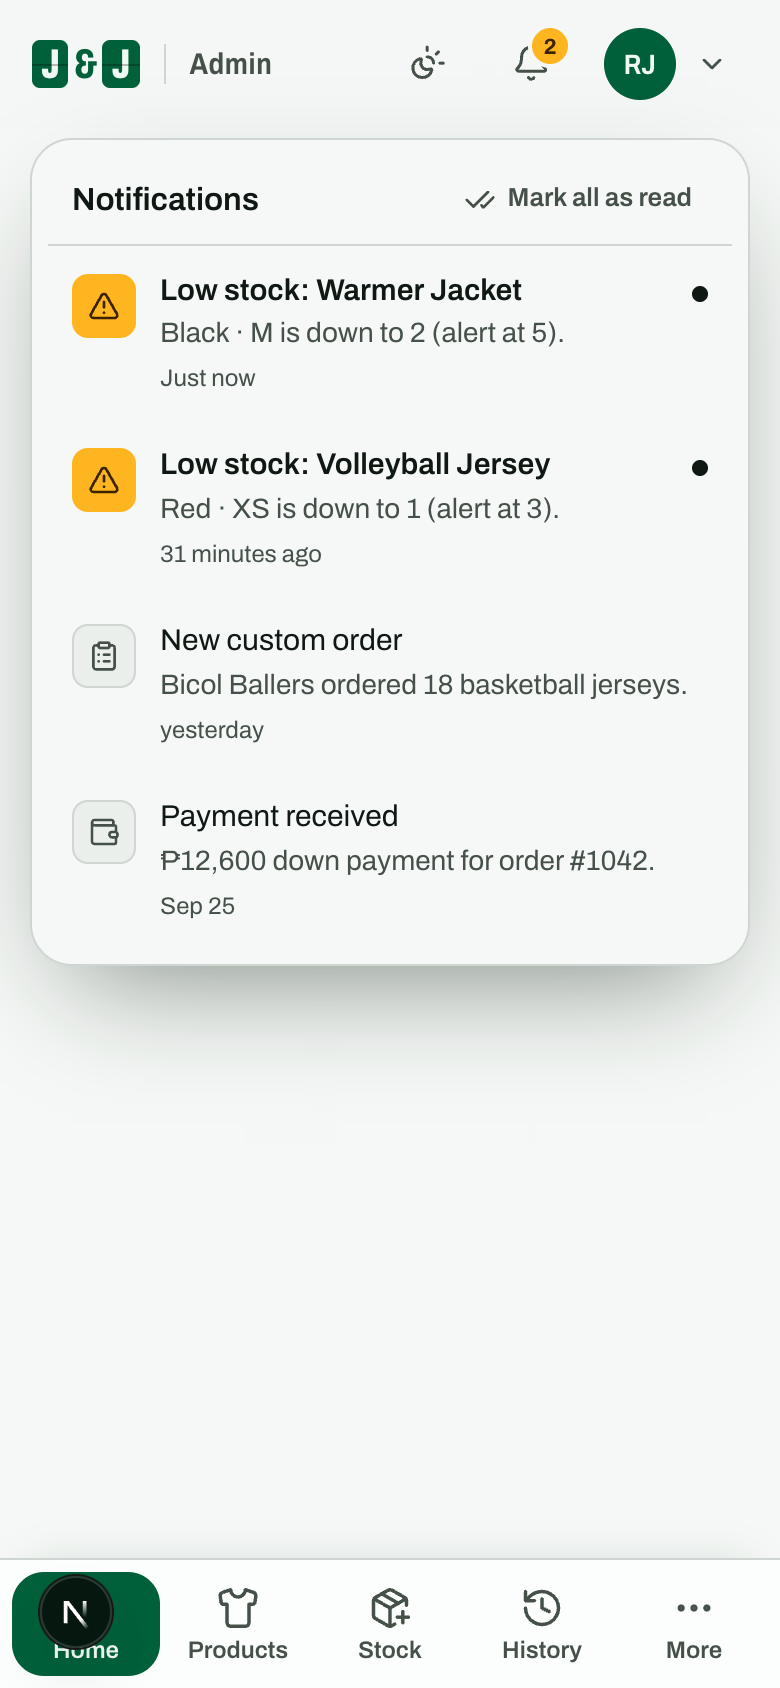 J & J
Admin
2
RJ
Notifications
Mark all as read
Low stock: Warmer Jacket
Black · M is down to 2 (alert at 5).
Just now
Low stock: Volleyball Jersey
Red · XS is down to 1 (alert at 3).
31 minutes ago
New custom order
Bicol Ballers ordered 18 basketball jerseys.
yesterday
Payment received
₱12,600 down payment for order #1042.
Sep 25
N
Home
Products
Stock
History
More